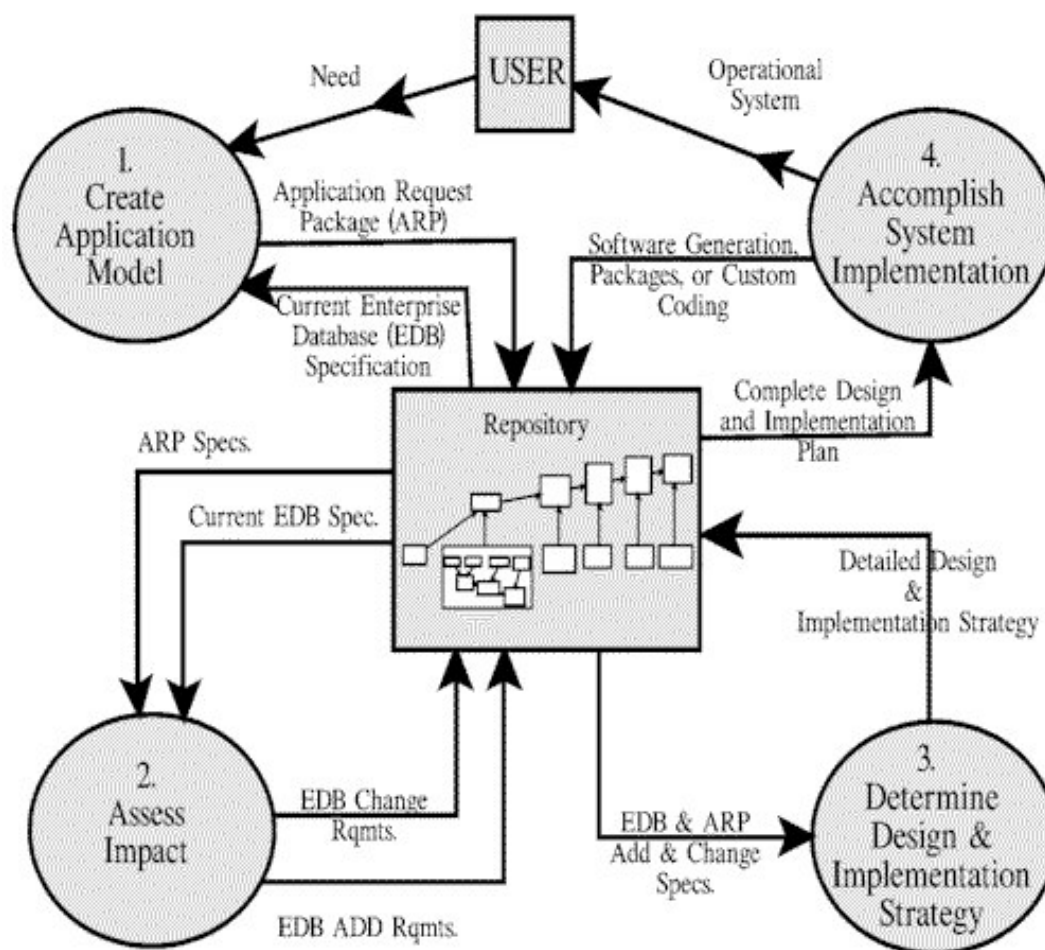 USER
Need
Operational
System
1.
Create
Application
Model
4.
Accomplish
System
Implementation
Application Request
Package (ARP)
Software Generation,
Packages, or Custom
Coding
Current Enterprise
Database (EDB)
Specification
Repository
Complete Design
and Implementation
Plan
ARP Specs.
Current EDB Spec.
Detailed Design
&
Implementation Strategy
2.
Assess
Impact
EDB Change
Rqmts.
EDB ADD Rqmts.
EDB & ARP
Add & Change
Specs.
3.
Determine
Design &
Implementation
Strategy